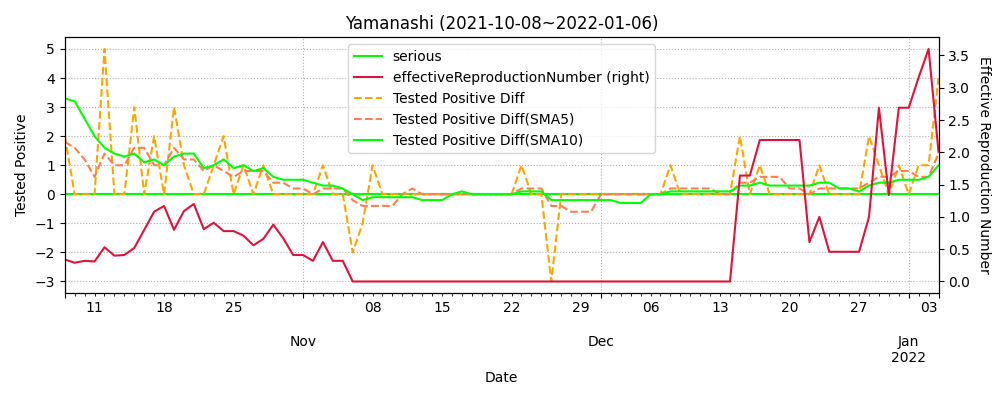 Yamanashi (2021-10-08~2022-01-06)
serious
effectiveReproductionNumber (right)
Tested Positive Diff
Tested Positive Diff(SMA5)
Tested Positive Diff(SMA10)
Tested Positive
5
4
3
2
1
0
−1
−2
−3
Effective Reproduction Number
3.5
3.0
2.5
2.0
1.5
1.0
0.5
0.0
11 18 25 08 15 22 29 06 13 20 27 03
Nov Dec Jan
2022
Date